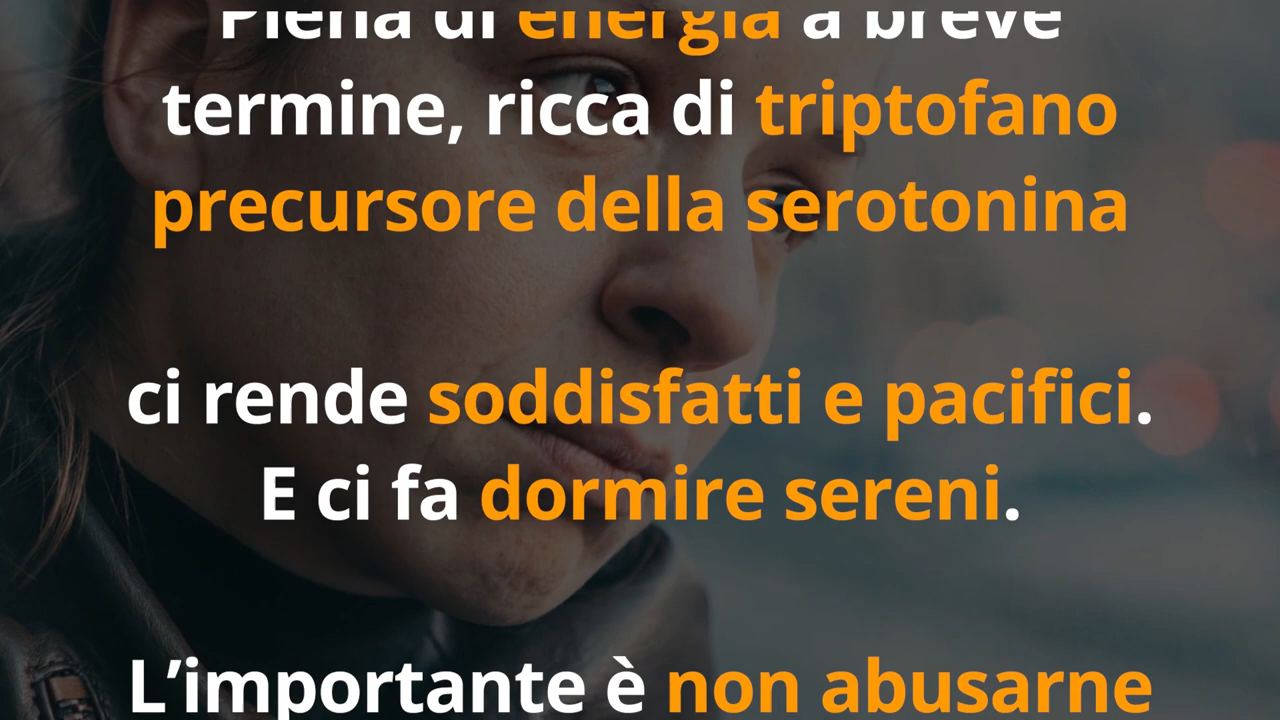 Piena di energia a breve
termine, ricca di triptofano
precursore della serotonina
ci rende soddisfatti e pacifici.
E ci fa dormire sereni.
L'importante è non abusarne